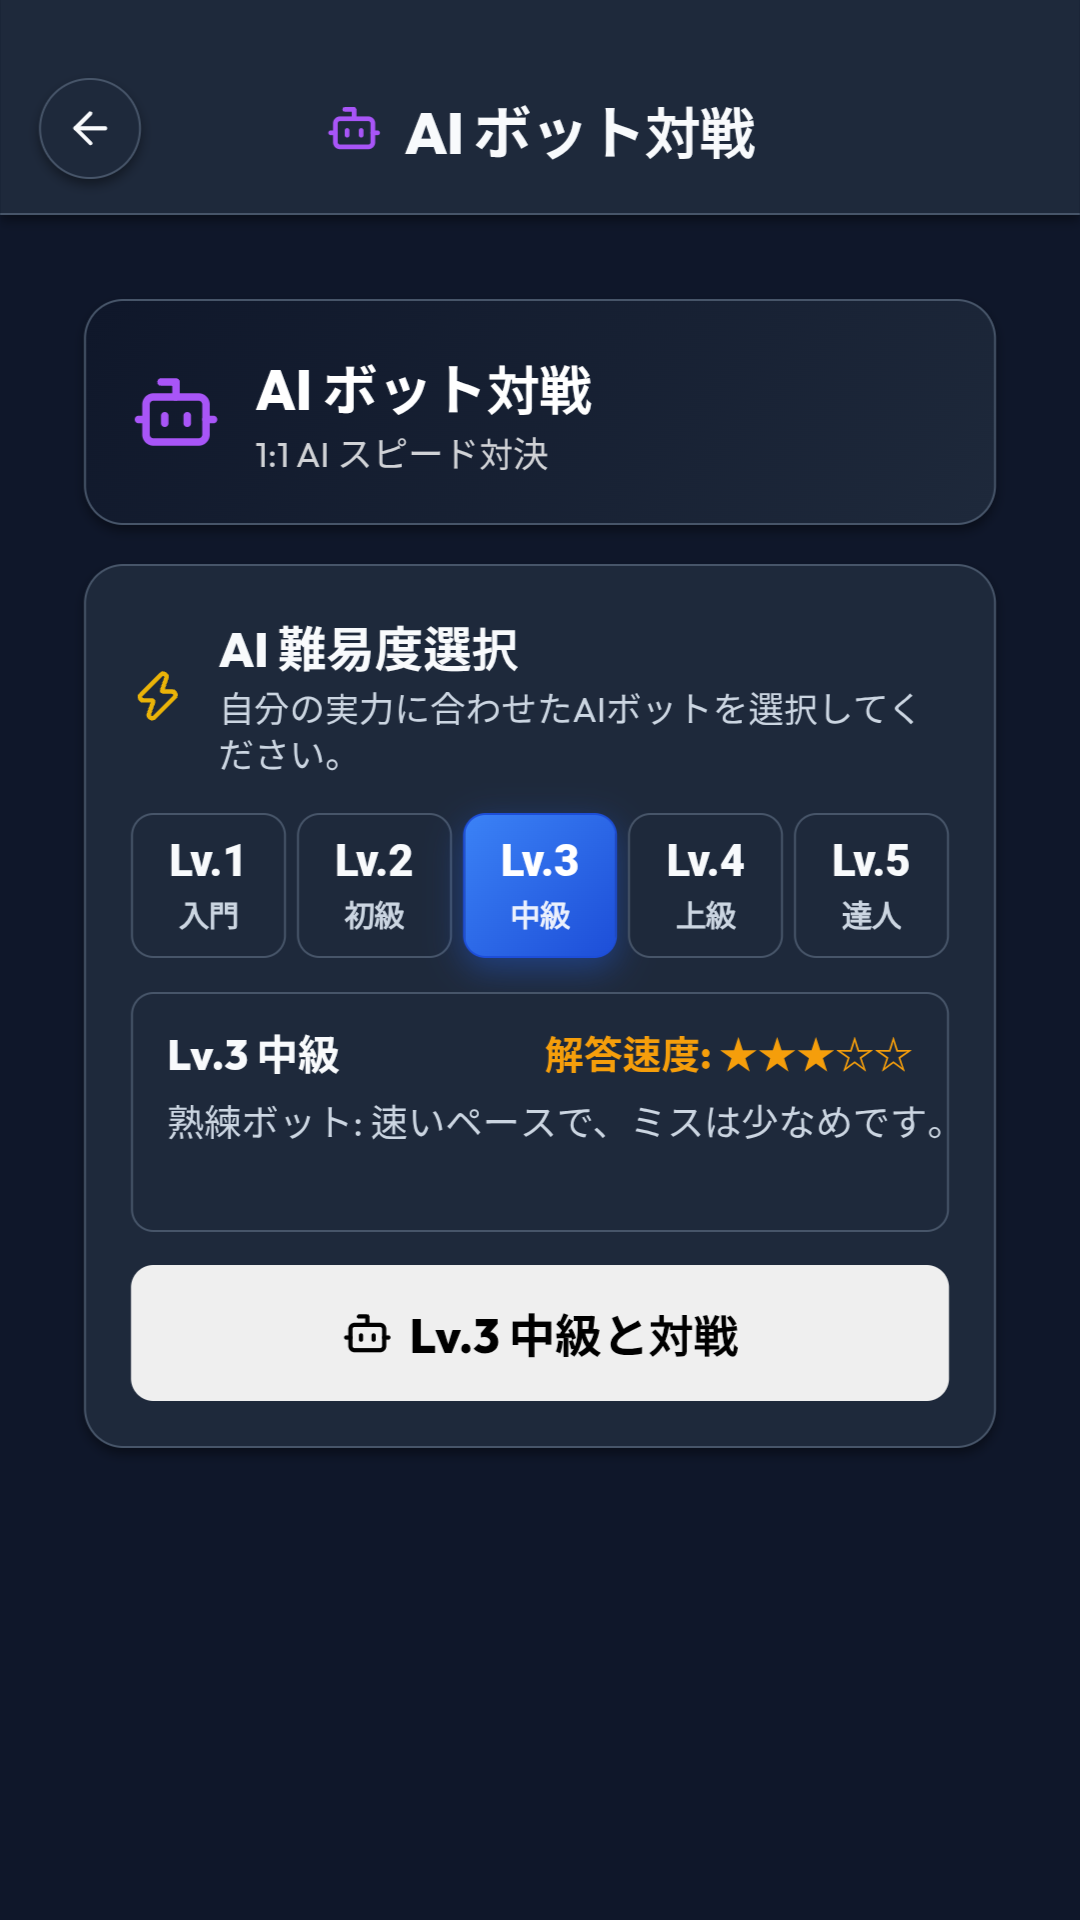 AI ボット対戦
AI ボット対戦
1:1 AI スピード対決
AI 難易度選択
自分の実力に合わせたAIボットを選択してく
ださい。
Lv.1
入門
Lv.2
初級
Lv.3
中級
Lv.4
上級
Lv.5
達人
Lv.3 中級
解答速度: ★★★☆☆
熟練ボット: 速いペースで、ミスは少なめです。
Lv.3 中級と対戦